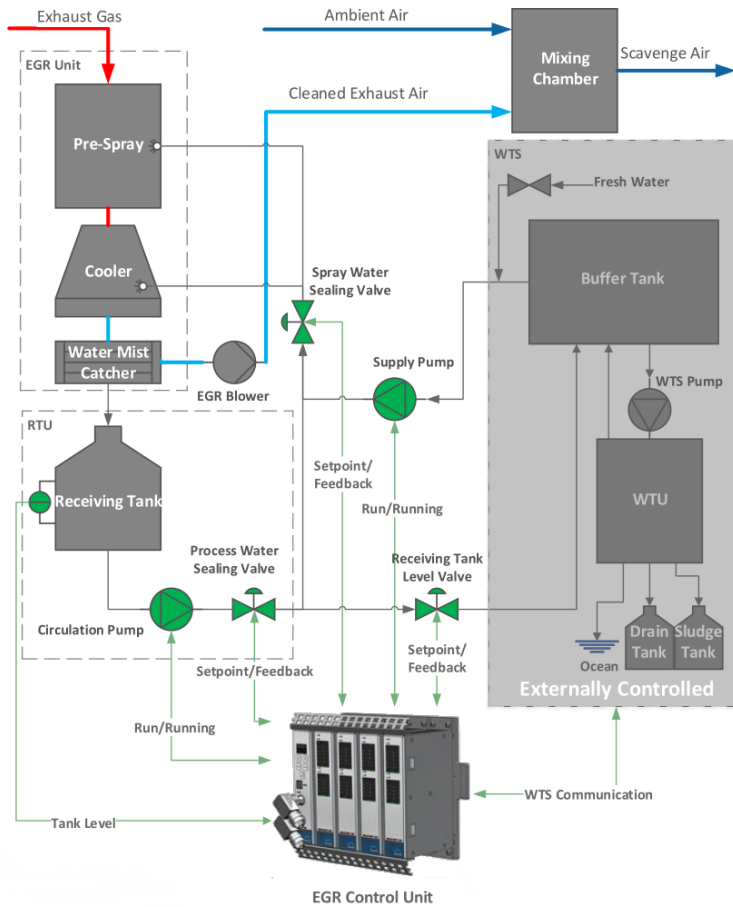 Exhaust Gas
Ambient Air
Mixing
Chamber
Scavenge Air
EGR Unit
Cleaned Exhaust Air
Pre-Spray
WTS
Fresh Water
Cooler
Spray Water
Sealing Valve
Buffer Tank
Water Mist
Catcher
EGR Blower
Supply Pump
WTS Pump
RTU
Setpoint/
Feedback
Receiving Tank
WTU
Run/Running
Process Water
Sealing Valve
Receiving Tank
Level Valve
Circulation Pump
Drain
Tank
Sludge
Tank
Ocean
Setpoint/Feedback
Setpoint/
Feedback
Externally Controlled
Run/Running
WTS Communication
Tank Level
EGR Control Unit